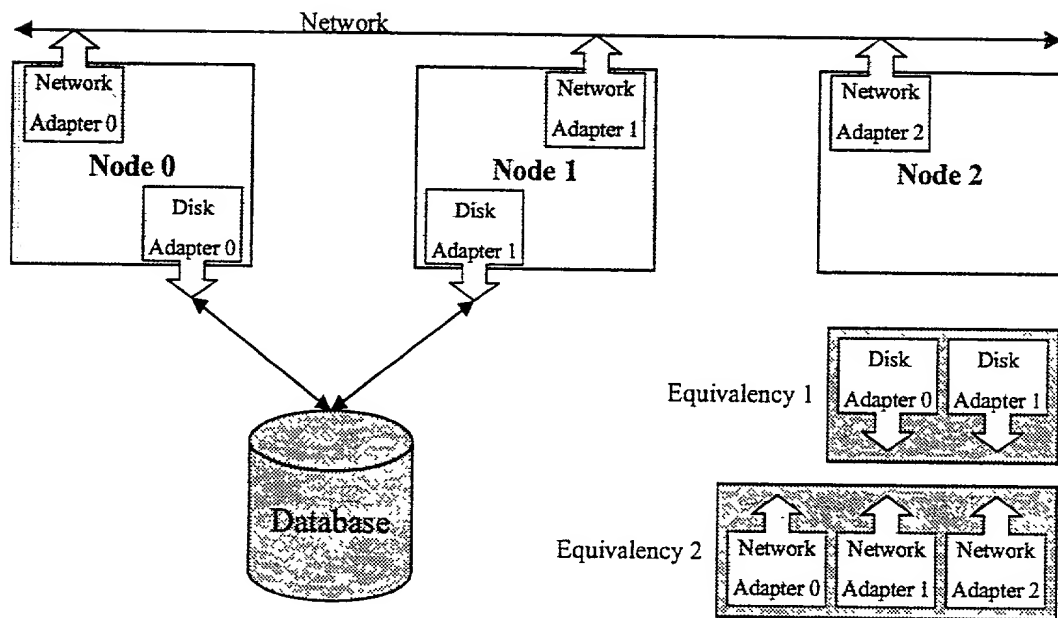 Network
Network
Adapter 0
Node 0
Disk
Adapter 0
Network
Adapter 1
Node 1
Disk
Adapter 1
Network
Adapter 2
Node 2
Database
Equivalency 1
Disk
Adapter 0
Disk
Adapter 1
Equivalency 2
Network
Adapter 0
Network
Adapter 1
Network
Adapter 2